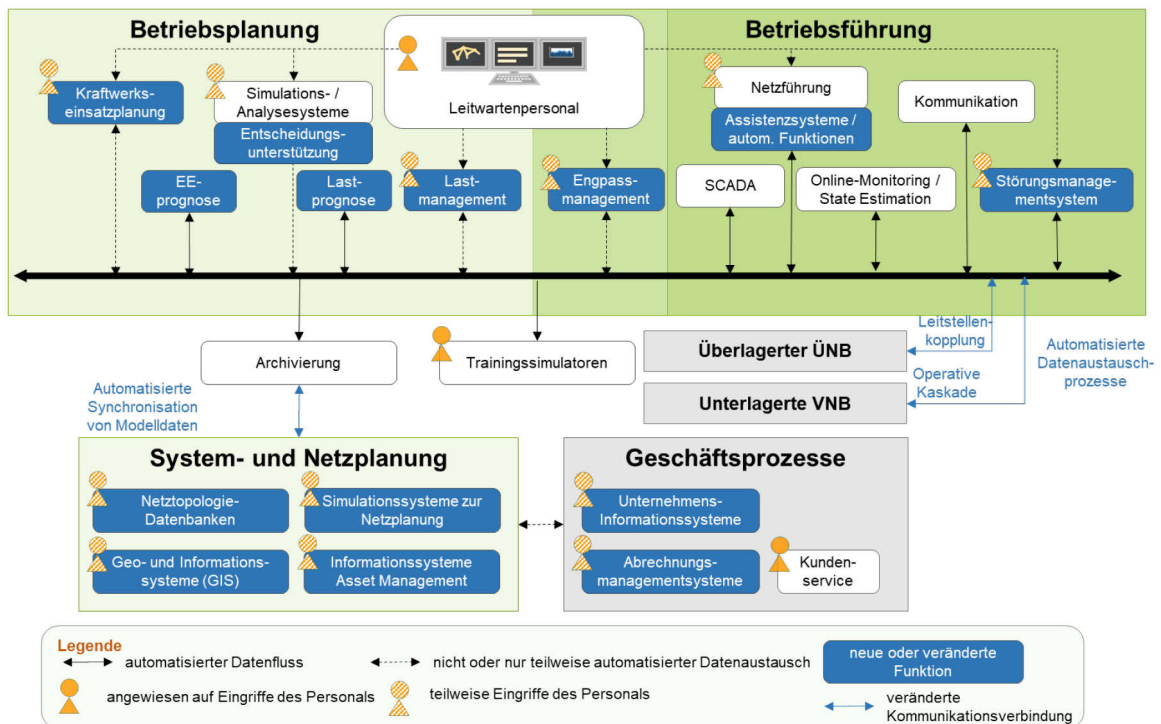 Betriebsplanung
Betriebsführung
Leitwartenpersonal
Kraftwerks-
einsatzplanung
Simulations- /
Analysesysteme
Entscheidungs-
unterstützung
EE-
prognose
Last-
prognose
Last-
management
Engpass-
management
Netzführung
Assistenzsysteme /
autom. Funktionen
Kommunikation
SCADA
Online-Monitoring /
State Estimation
Störungsmanage-
mentsystem
Archivierung
Trainingssimulatoren
Überlagerter ÜNB
Unterlagerte VNB
Leitstellen-
kopplung
Operative
Kaskade
Automatisierte
Datenaustausch-
prozesse
Automatisierte
Synchronisation
von Modelldaten
System- und Netzplanung
Netztopologie-
Datenbanken
Simulationssysteme zur
Netzplanung
Geo- und Informations-
systeme (GIS)
Informationssysteme
Asset Management
Geschäftsprozesse
Unternehmens-
Informationssysteme
Abrechnungs-
managementsysteme
Kunden-
service
Legende
automatisierter Datenfluss
nicht oder nur teilweise automatisierter Datenaustausch
neue oder veränderte
Funktion
angewiesen auf Eingriffe des Personals
teilweise Eingriffe des Personals
veränderte
Kommunikationsverbindung